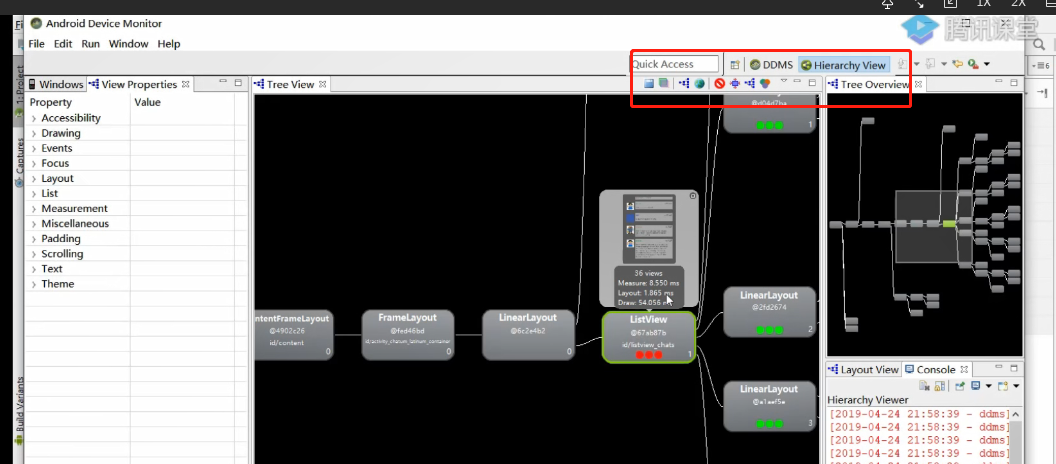 1X 2X
腾讯课堂
Android Device Monitor
File Edit Run Window Help
Quick Access
DDMS
Hierarchy View
Windows
View Properties
Tree View
Tree Overview
Property Value
Accessibility
Drawing
Events
Focus
Layout
List
Measurement
Miscellaneous
Padding
Scrolling
Text
Theme
1: Project
Captures
Build Variants
@d04d7ba
1
36 views
Measure: 8.550 ms
Layout: 1.865 ms
Draw: 54.056 ms
ntentFrameLayout
@4902c26
id/content
0
FrameLayout
@fed46bd
id/activity_chatum_latinum_container
0
LinearLayout
@6c2e4b2
0
ListView
@67ab87b
id/listview_chats
1
LinearLayout
@2fd2674
2
LinearLayout
@a1aef5e
3
Layout View
Console
Hierarchy Viewer
[2019-04-24 21:58:39 - ddms]
[2019-04-24 21:58:39 - ddms]
[2019-04-24 21:58:39 - ddms]
[2019-04-24 21:58:39 - ddms]